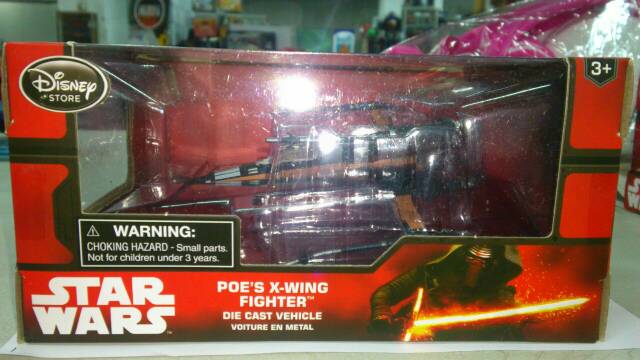 Disney
STORE
3+
WARNING:
CHOKING HAZARD - Small parts.
Not for children under 3 years.
STAR
WARS™
POE'S X-WING
FIGHTER™
DIE CAST VEHICLE
VOITURE EN METAL